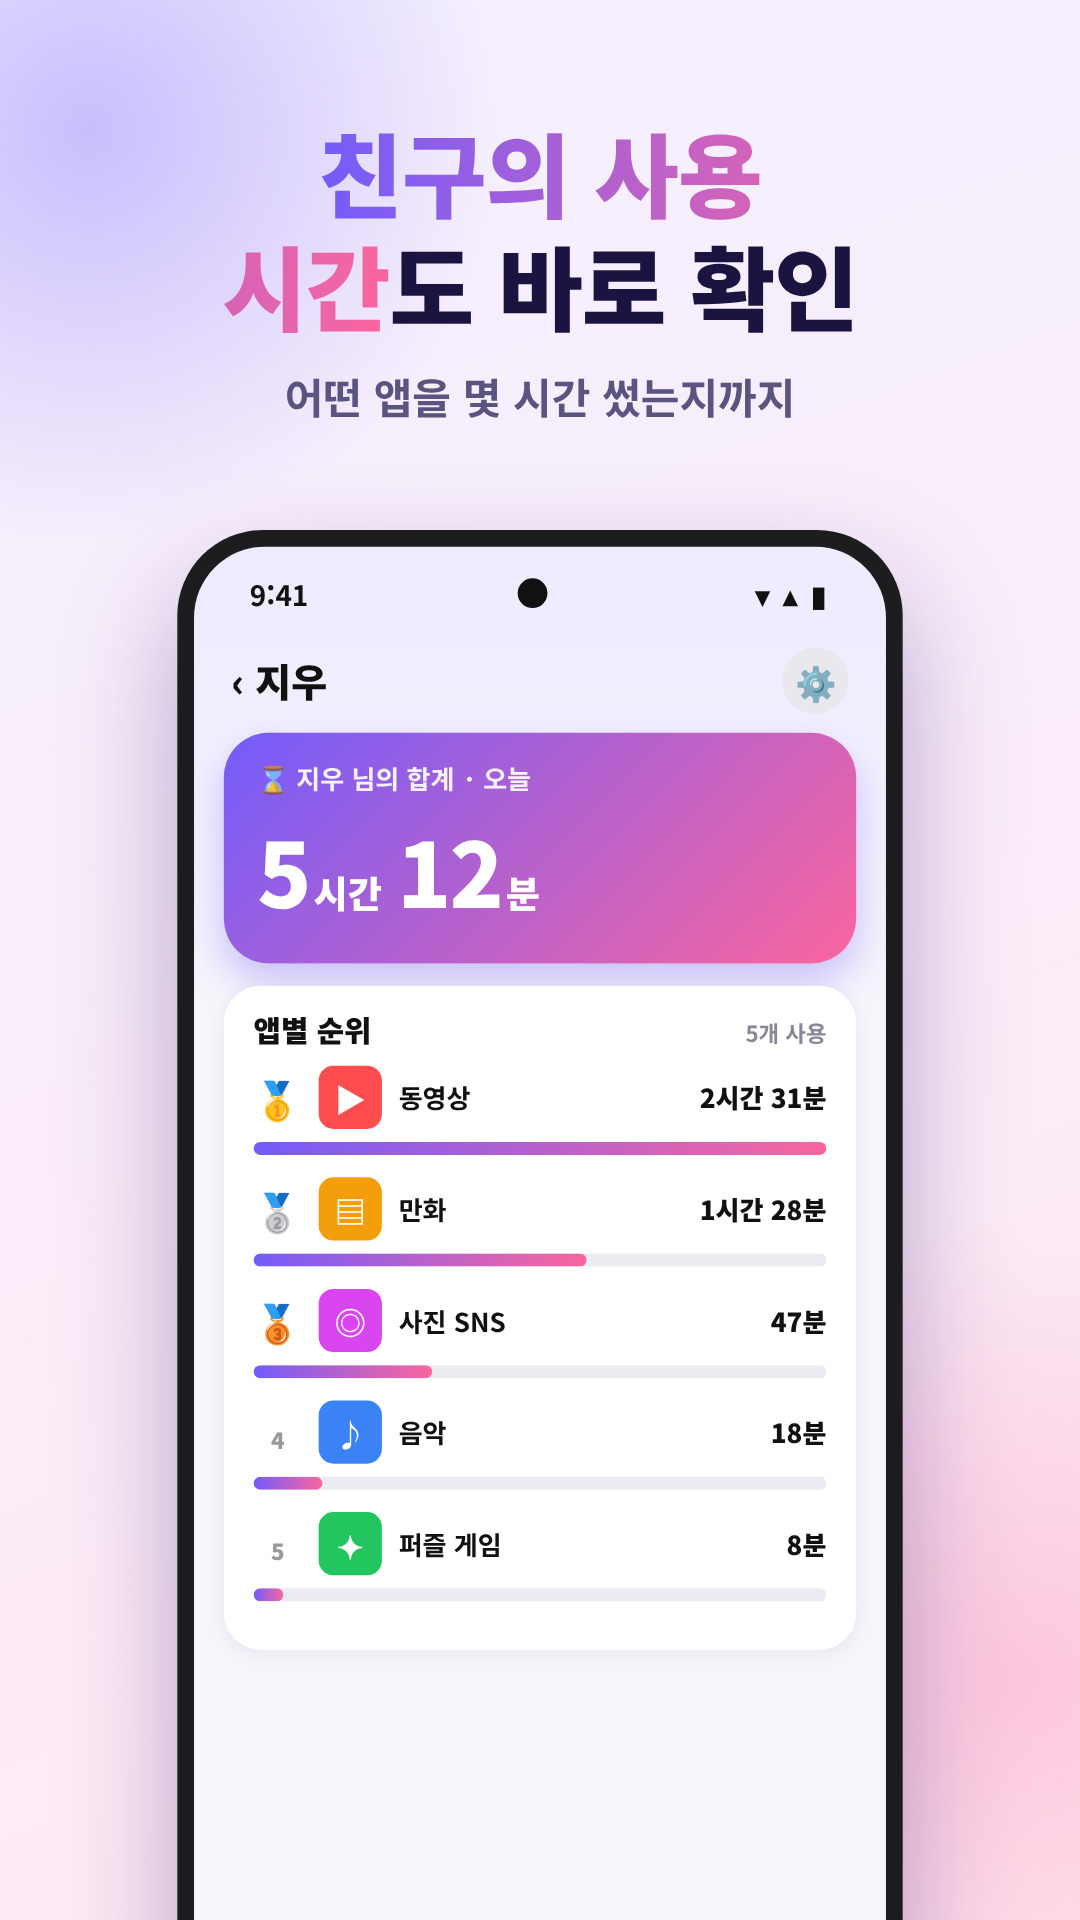 친구의 사용
시간도 바로 확인
어떤 앱을 몇 시간 썼는지까지
9:41
‹ 지우
지우 님의 합계 · 오늘
5시간 12분
앱별 순위
5개 사용
1 동영상 2시간 31분
2 만화 1시간 28분
3 사진 SNS 47분
4 음악 18분
5 퍼즐 게임 8분